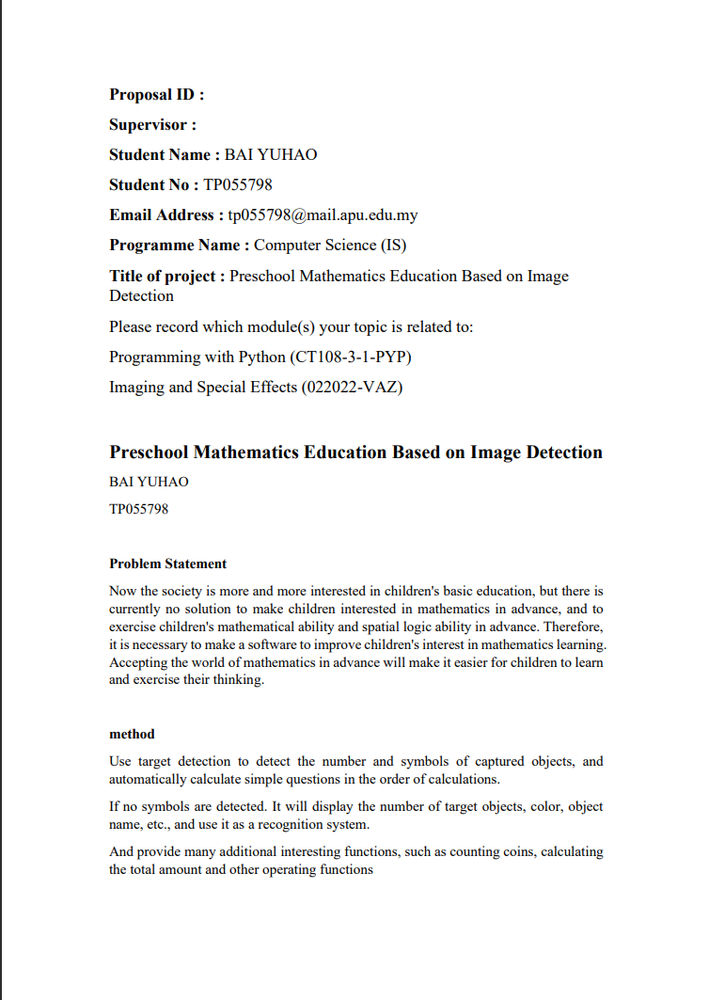 Proposal ID :
Supervisor :
Student Name : BAI YUHAO
Student No : TP055798
Email Address : tp055798@mail.apu.edu.my
Programme Name : Computer Science (IS)
Title of project : Preschool Mathematics Education Based on Image
Detection
Please record which module(s) your topic is related to:
Programming with Python (CT108-3-1-PYP)
Imaging and Special Effects (022022-VAZ)
Preschool Mathematics Education Based on Image Detection
BAI YUHAO
TP055798
Problem Statement
Now the society is more and more interested in children's basic education, but there is
currently no solution to make children interested in mathematics in advance, and to
exercise children's mathematical ability and spatial logic ability in advance. Therefore,
it is necessary to make a software to improve children's interest in mathematics learning.
Accepting the world of mathematics in advance will make it easier for children to learn
and exercise their thinking.
method
Use target detection to detect the number and symbols of captured objects, and
automatically calculate simple questions in the order of calculations.
If no symbols are detected. It will display the number of target objects, color, object
name, etc., and use it as a recognition system.
And provide many additional interesting functions, such as counting coins, calculating
the total amount and other operating functions